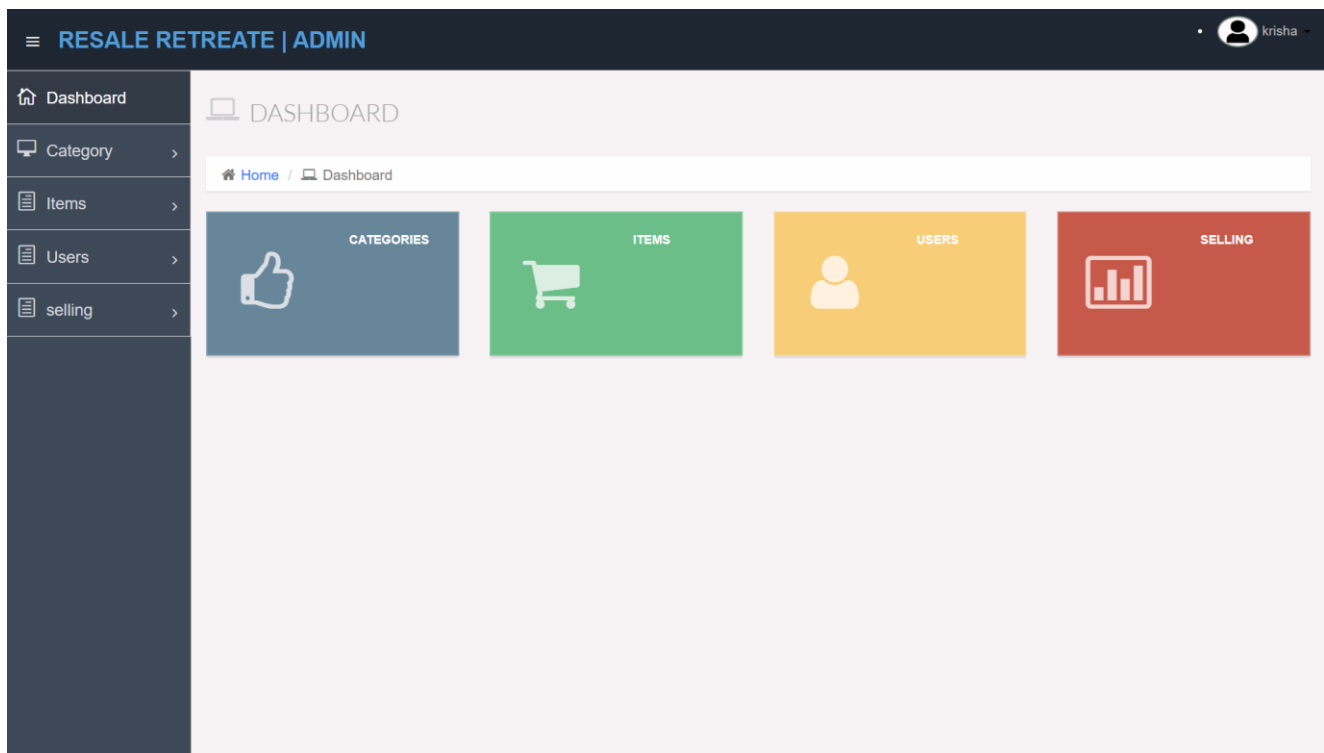 RESALE RETREATE | ADMIN
krisha
Dashboard
Category
Items
Users
selling
DASHBOARD
Home / Dashboard
CATEGORIES
ITEMS
USERS
SELLING